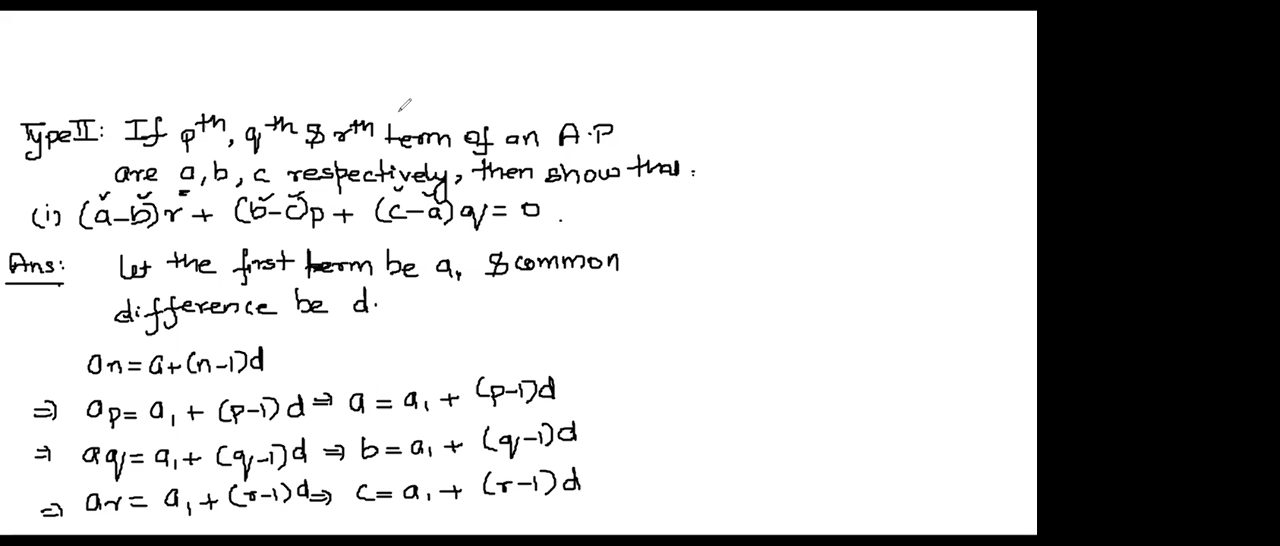 Type II: If pth, qth & rth term of an A.P
are a, b, c respectively, then show that:
(i) (a-b)r + (b-c)p + (c-a)q = 0.
Ans: Let the first term be a₁ & common
difference be d.
an = a+(n-1)d
⇒ ap = a₁ + (p-1)d ⇒ a = a₁ + (p-1)d
⇒ aq = a₁ + (q-1)d ⇒ b = a₁ + (q-1)d
⇒ ar = a₁ + (r-1)d ⇒ c = a₁ + (r-1)d